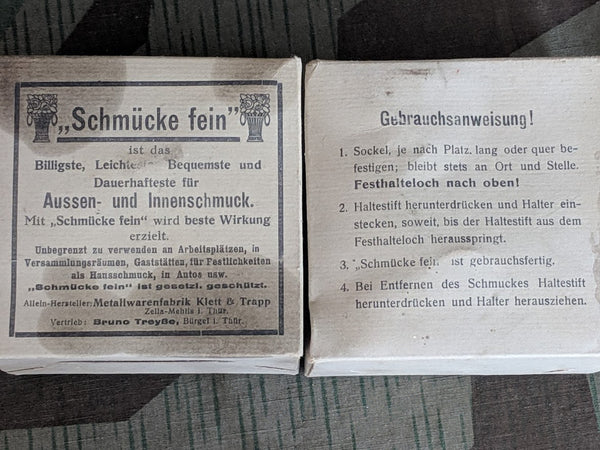 „Schmücke fein"
ist das
Billigste, Leichteste Bequemste und
Dauerhafteste für
Aussen- und Innenschmuck.
Mit „Schmücke fein" wird beste Wirkung
erzielt.
Unbegrenzt zu verwenden an Arbeitsplätzen, in
Versammlungsräumen, Gaststätten, für Festlichkeiten
als Hausschmuck, in Autos usw.
„Schmücke fein" ist gesetzl. geschützt.
Allein-Hersteller: Metallwarenfabrik Klett & Trapp
Zella-Mehlis i. Thür.
Vertrieb: Bruno Treyße, Bürgel i. Thür.
Gebrauchsanweisung!
1. Sockel, je nach Platz, lang oder quer be-
festigen; bleibt stets an Ort und Stelle.
Festhalteloch nach oben!
2. Haltestift herunterdrücken und Halter ein-
stecken, soweit, bis der Haltestift aus dem
Festhalteloch herausspringt.
3. „Schmücke fein ist gebrauchsfertig.
4. Bei Entfernen des Schmuckes Haltestift
herunterdrücken und Halter herausziehen.